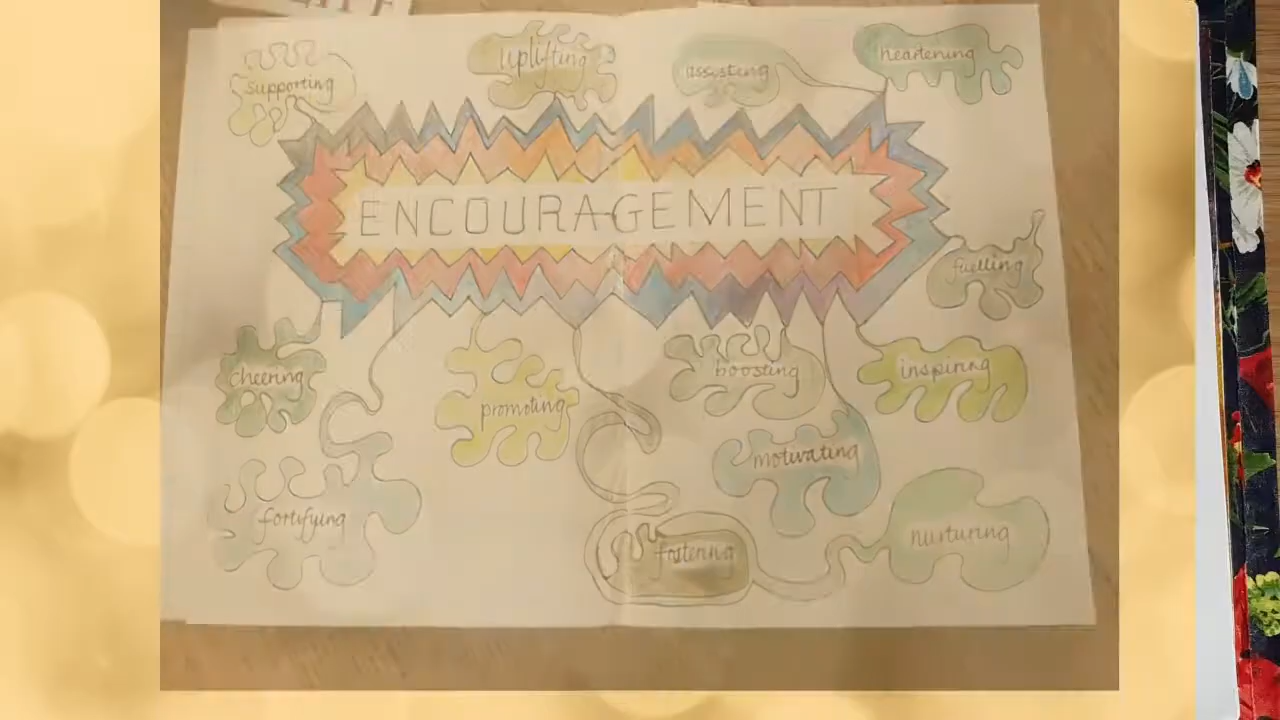 supporting
uplifting
assisting
heartening
ENCOURAGEMENT
fuelling
cheering
promoting
boosting
inspiring
motivating
fortifying
fostering
nurturing